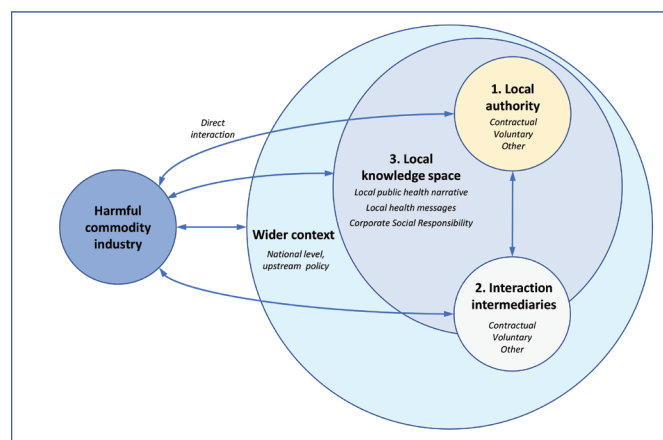 1. Local
authority
Contractual
Voluntary
Other
Direct
interaction
3. Local
knowledge space
Local public health narrative
Local health messages
Corporate Social Responsibility
Harmful
commodity
industry
Wider context
National level,
upstream policy
2. Interaction
intermediaries
Contractual
Voluntary
Other